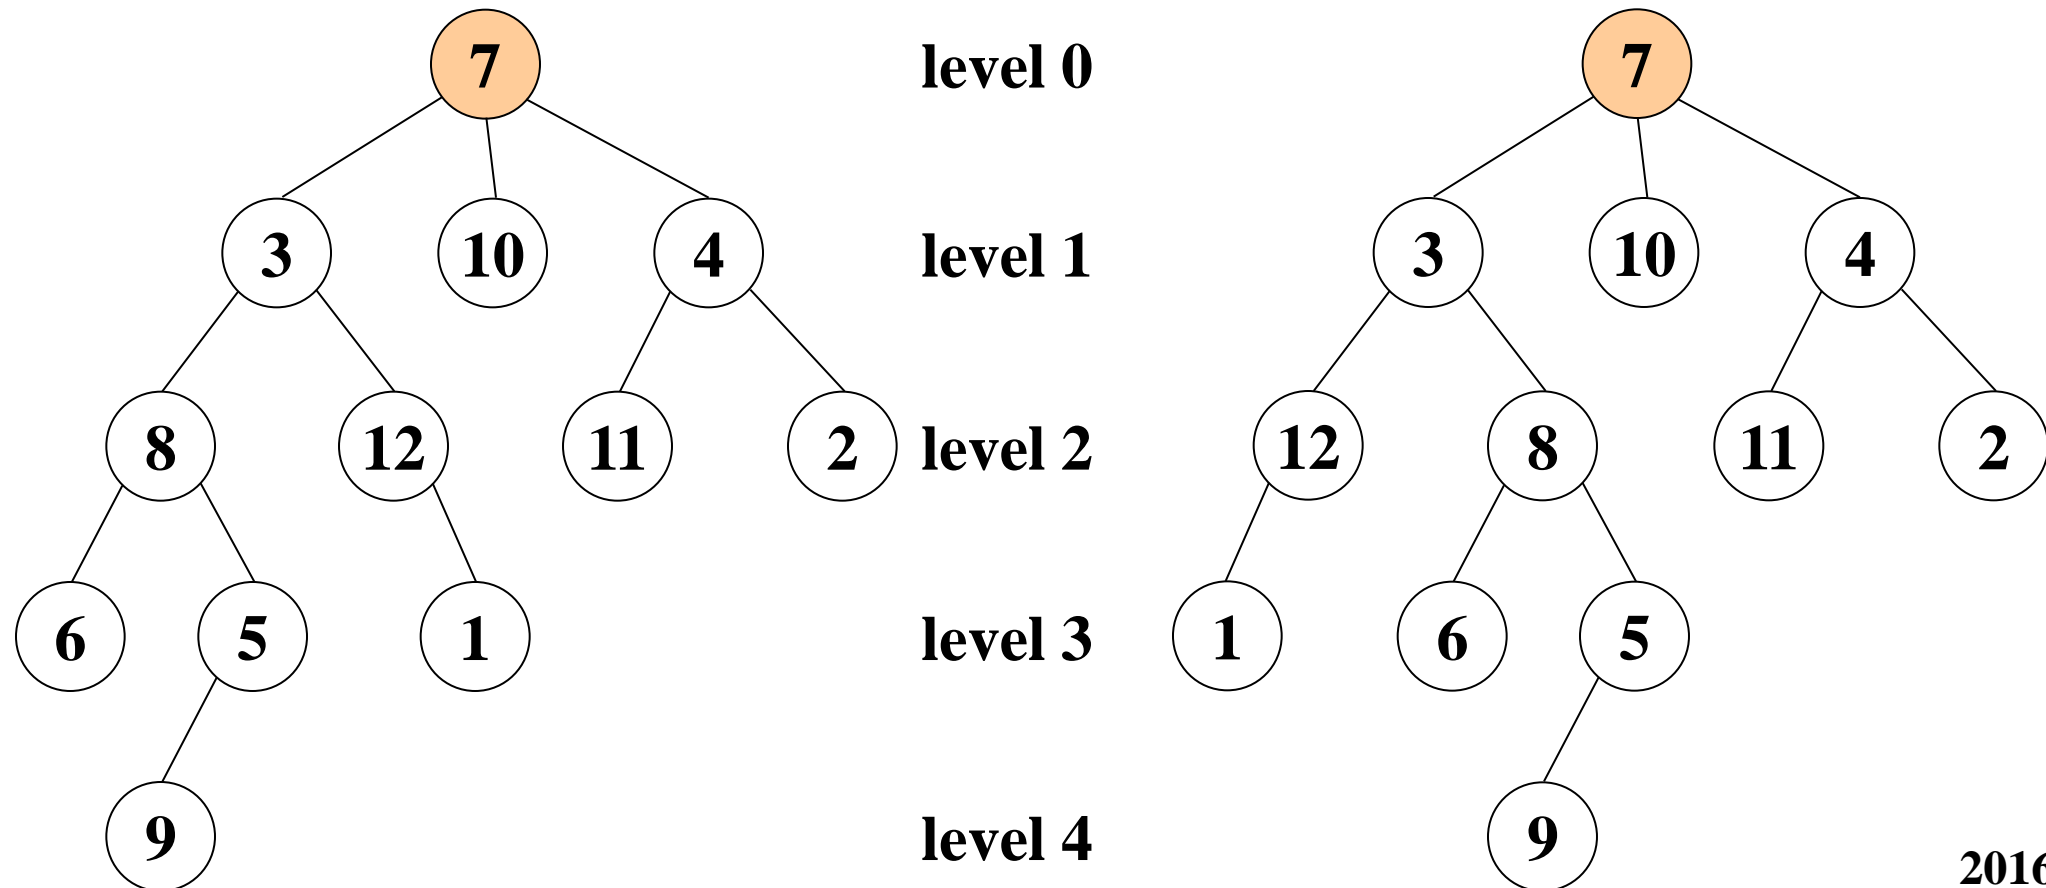 7 level 0 7
3 10 4 level 1 3 10 4
8 12 11 2 level 2 12 8 11 2
6 5 1 level 3 1 6 5
9 level 4 9
2016